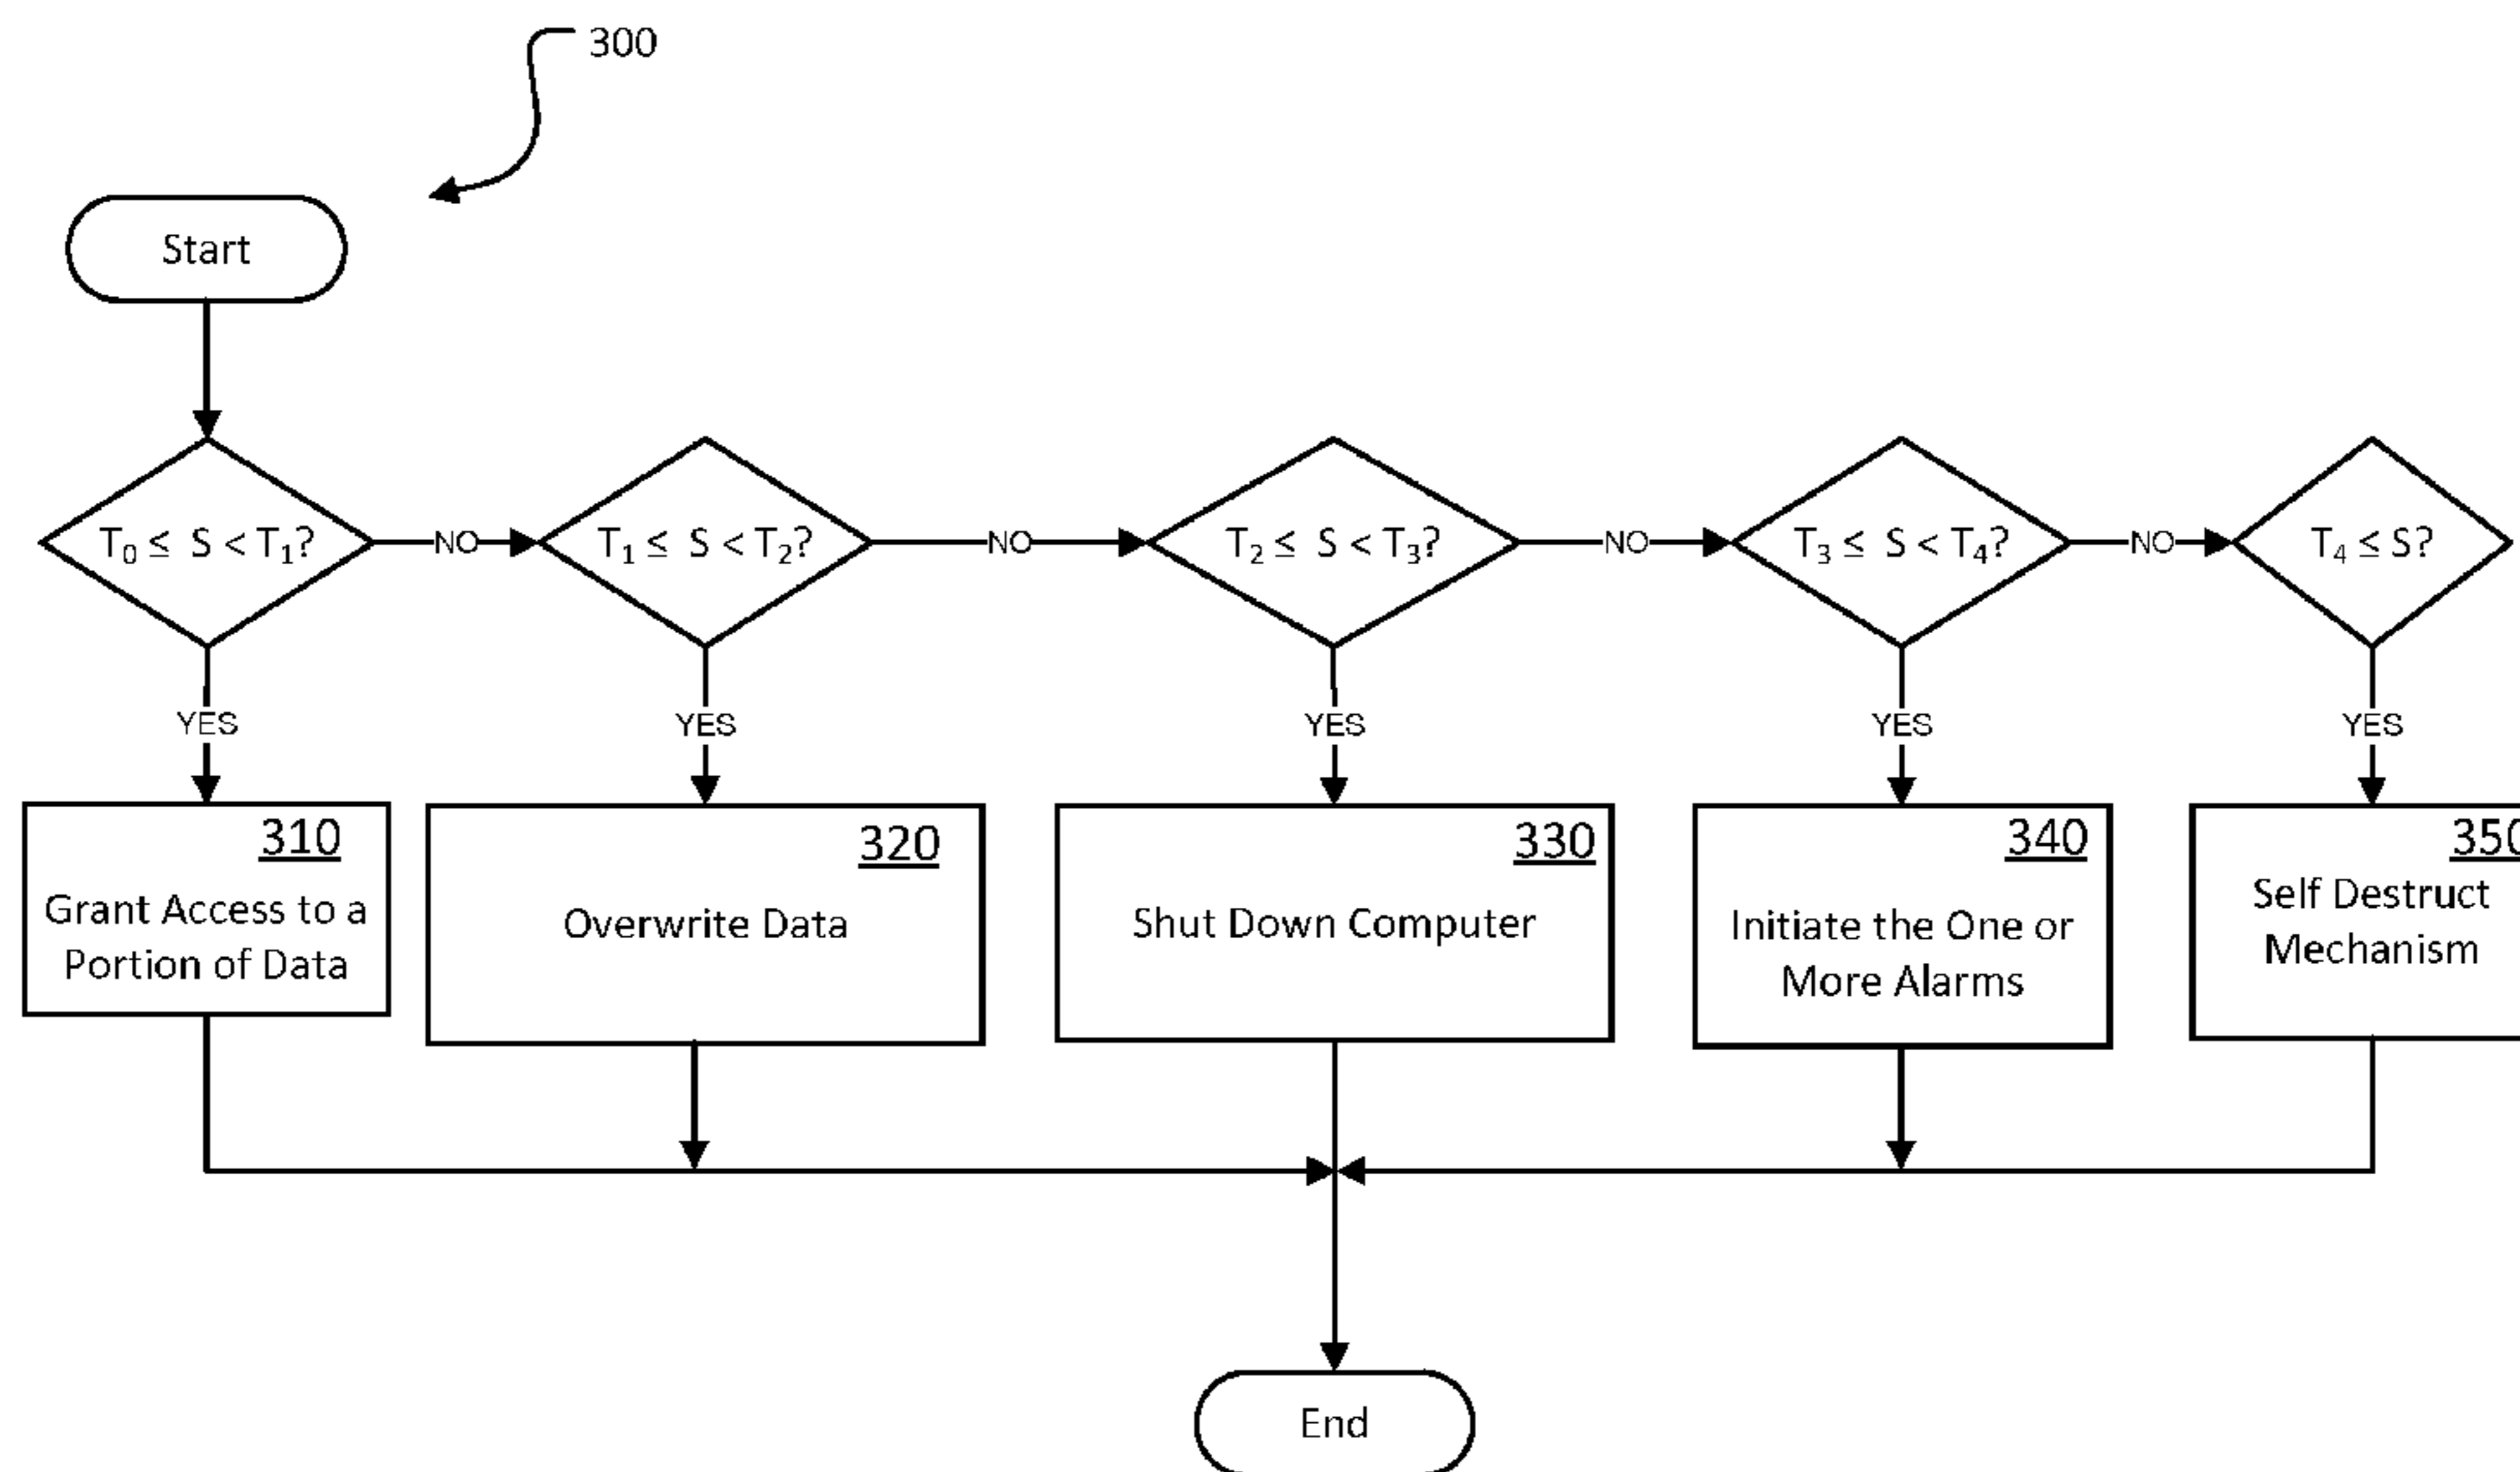 300
Start
T₀ ≤ S < T₁?
NO
T₁ ≤ S < T₂?
NO
T₂ ≤ S < T₃?
NO
T₃ ≤ S < T₄?
NO
T₄ ≤ S?
YES
YES
YES
YES
YES
310
Grant Access to a
Portion of Data
320
Overwrite Data
330
Shut Down Computer
340
Initiate the One or
More Alarms
350
Self Destruct
Mechanism
End